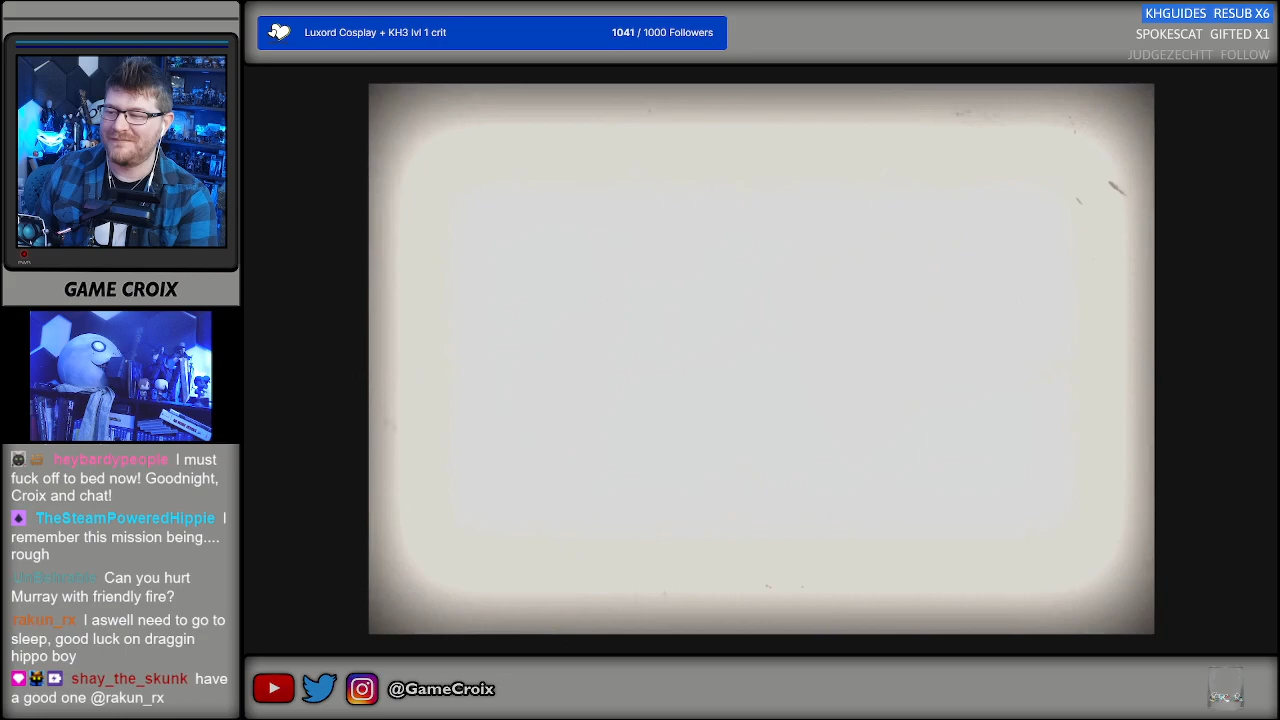 KHGUIDES RESUB X6
SPOKESCAT GIFTED X1
JUDGEZECHTT FOLLOW
Luxord Cosplay + KH3 lvl 1 crit 1041 / 1000 Followers
PWR
GAME CROIX
heybardypeople I must
fuck off to bed now! Goodnight,
Croix and chat!
TheSteamPoweredHippie I
remember this mission being....
rough
Can you hurt
Murray with friendly fire?
rakun_rx I aswell need to go to
sleep, good luck on draggin
hippo boy
shay_the_skunk have
a good one @rakun_rx
@GameCroix